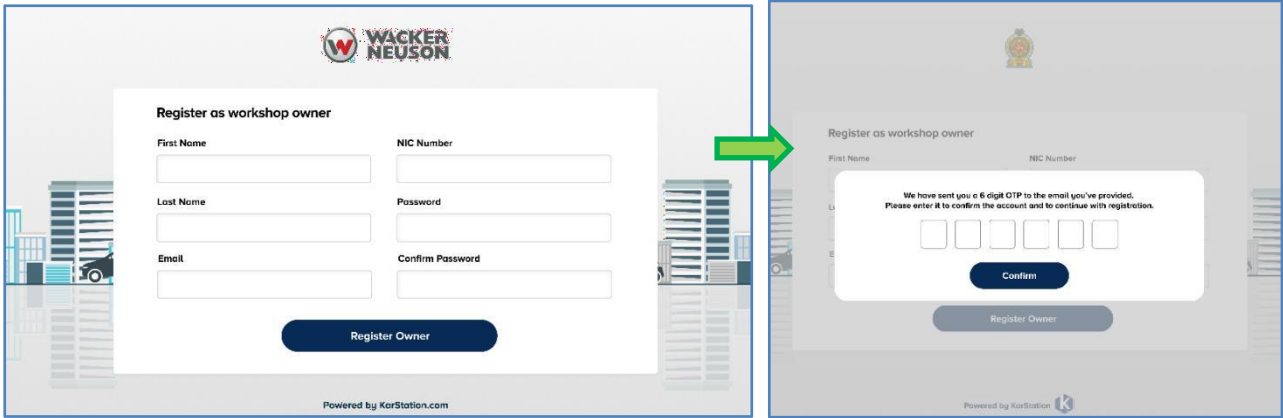 WACKER
NEUSON
Register as workshop owner
First Name
NIC Number
Last Name
Password
Email
Confirm Password
Register Owner
Powered by KarStation.com
Register as workshop owner
First Name
NIC Number
We have sent you a 6 digit OTP to the email you've provided.
Please enter it to confirm the account and to continue with registration.
Confirm
Register Owner
Powered by KarStation